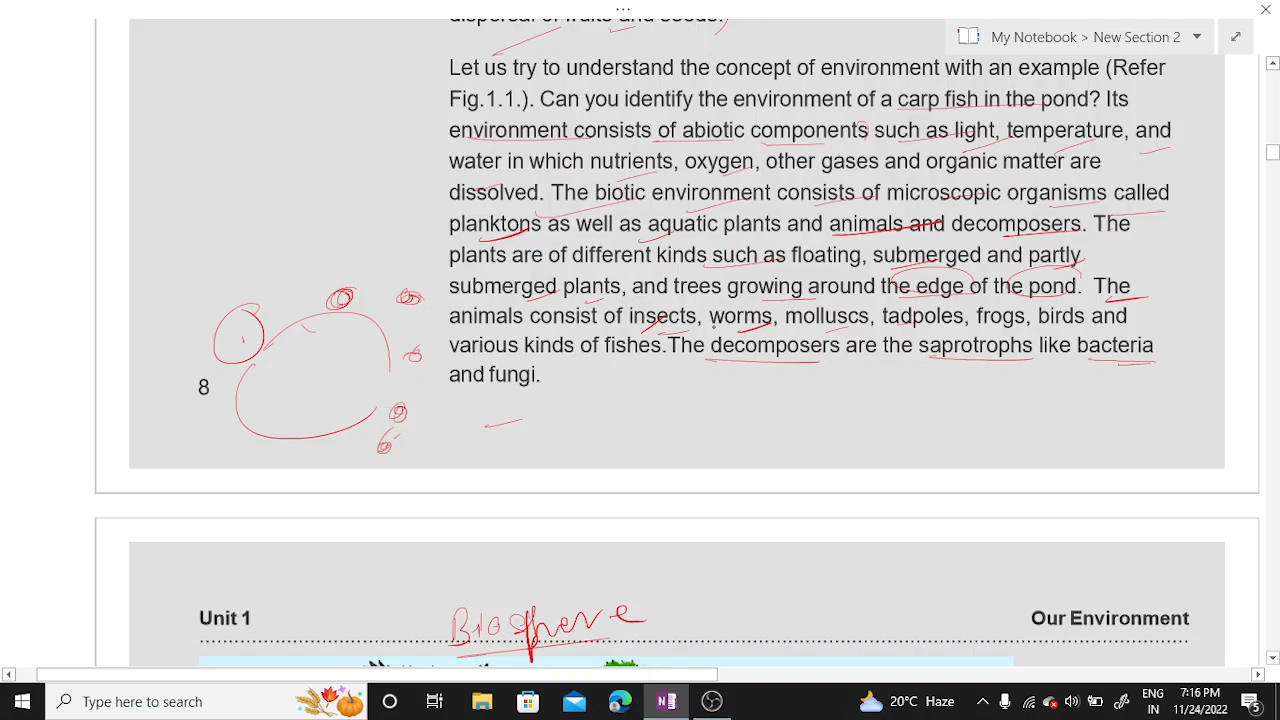 dispersal of fruits and seeds.
My Notebook > New Section 2
Let us try to understand the concept of environment with an example (Refer
Fig.1.1.). Can you identify the environment of a carp fish in the pond? Its
environment consists of abiotic components such as light, temperature, and
water in which nutrients, oxygen, other gases and organic matter are
dissolved. The biotic environment consists of microscopic organisms called
planktons as well as aquatic plants and animals and decomposers. The
plants are of different kinds such as floating, submerged and partly
submerged plants, and trees growing around the edge of the pond. The
animals consist of insects, worms, molluscs, tadpoles, frogs, birds and
various kinds of fishes.The decomposers are the saprotrophs like bacteria
and fungi.
8
Biosphere
Unit 1
Our Environment
Type here to search
20°C Haze
ENG
IN
7:16 PM
11/24/2022
5